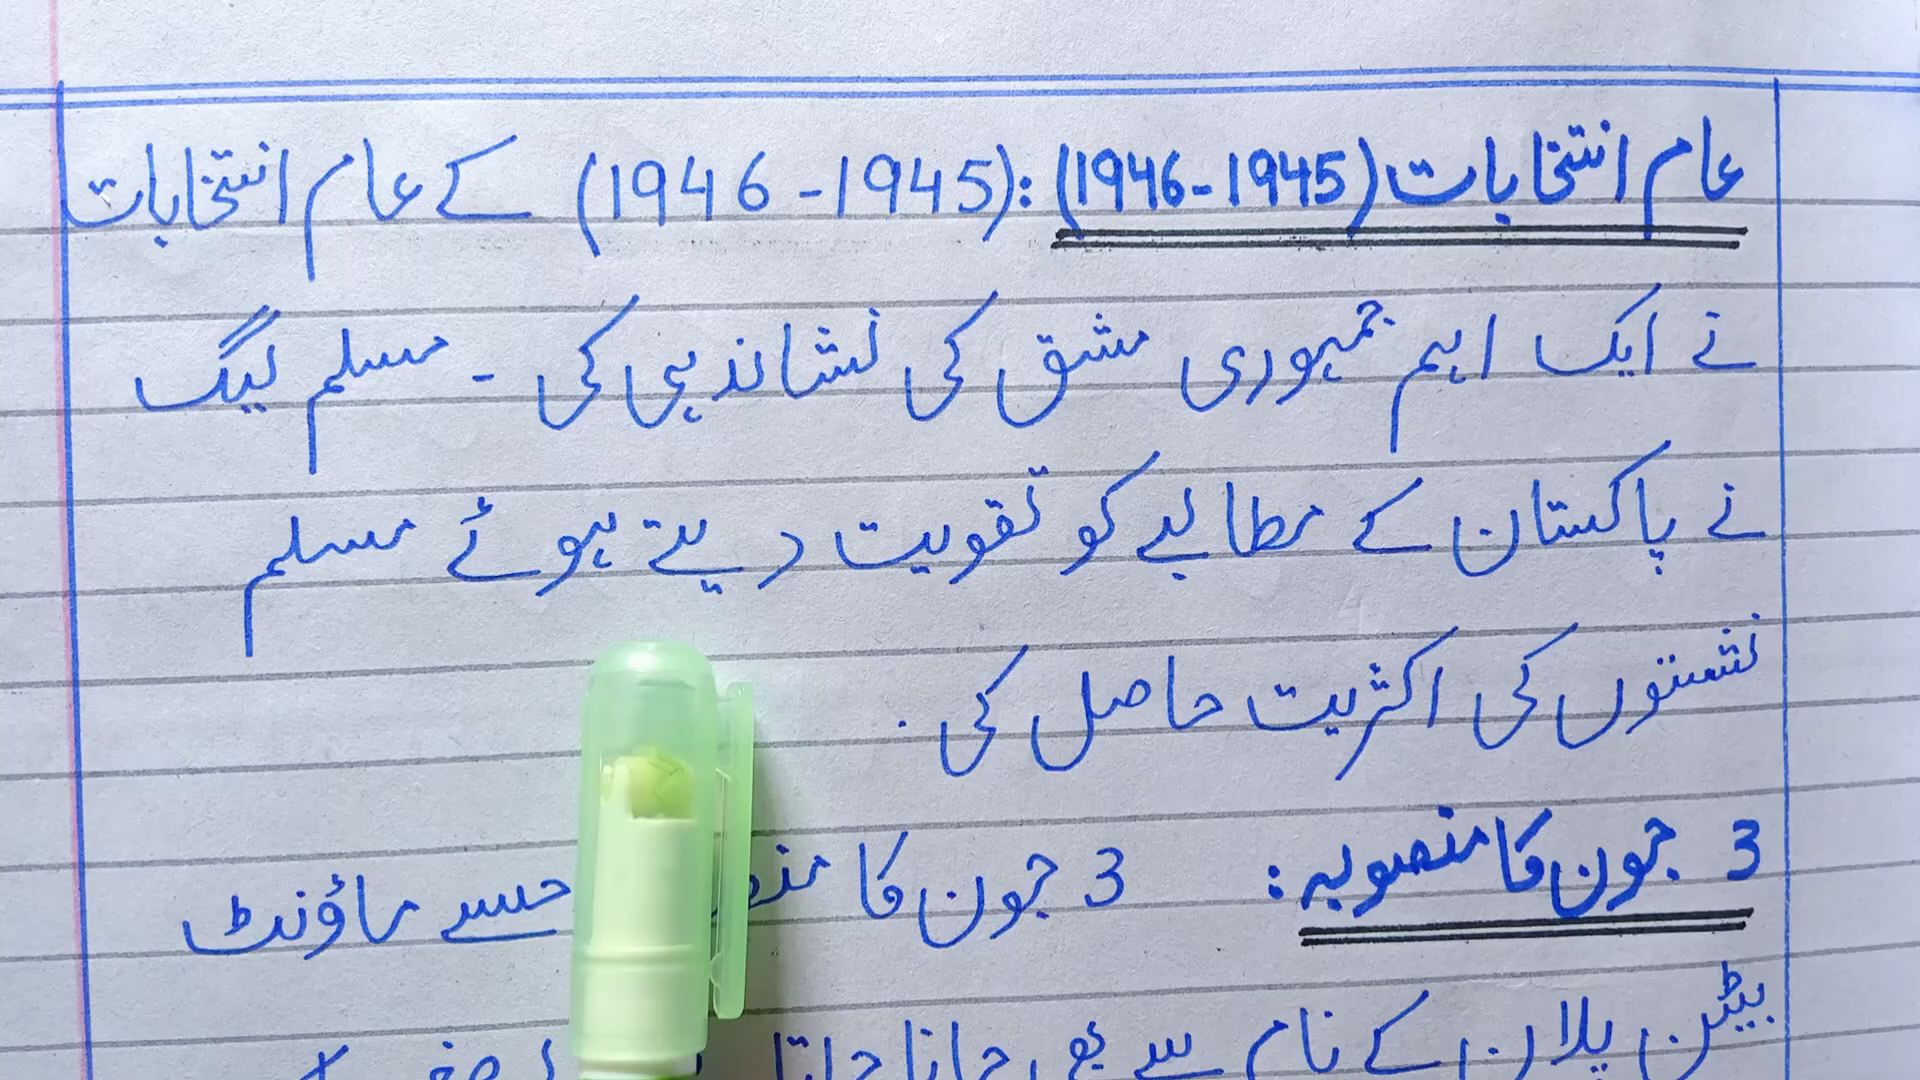 عام انتخابات (1945-1946): (1945-1946) کے عام انتخابات
نے ایک اہم جمہوری مشق کی نشاندہی کی - مسلم لیگ
نے پاکستان کے مطالبے کو تقویت دیتے ہوئے مسلم
نشستوں کی اکثریت حاصل کی.
3 جون کا منصوبہ: 3 جون کا جسے ماؤنٹ
بیٹن پلان کے نام سے بھی جانا جاتا